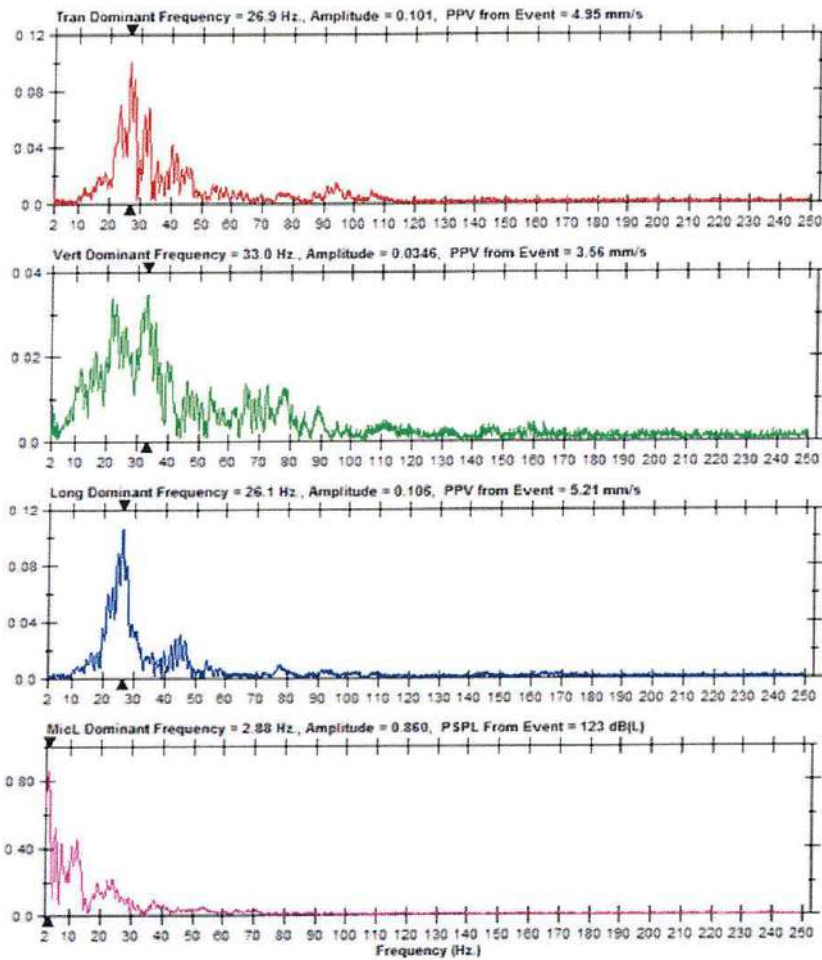 Tran Dominant Frequency = 26.9 Hz., Amplitude = 0.101, PPV from Event = 4.95 mm/s
0.12
0.08
0.04
0.0
2 10 20 30 40 50 60 70 80 90 100 110 120 130 140 150 160 170 180 190 200 210 220 230 240 250
Vert Dominant Frequency = 33.0 Hz., Amplitude = 0.0346, PPV from Event = 3.56 mm/s
0.04
0.02
0.0
2 10 20 30 40 50 60 70 80 90 100 110 120 130 140 150 160 170 180 190 200 210 220 230 240 250
Long Dominant Frequency = 26.1 Hz., Amplitude = 0.106, PPV from Event = 5.21 mm/s
0.12
0.08
0.04
0.0
2 10 20 30 40 50 60 70 80 90 100 110 120 130 140 150 160 170 180 190 200 210 220 230 240 250
MicL Dominant Frequency = 2.88 Hz., Amplitude = 0.860, PSPL From Event = 123 dB(L)
0.80
0.40
0.0
2 10 20 30 40 50 60 70 80 90 100 110 120 130 140 150 160 170 180 190 200 210 220 230 240 250
Frequency (Hz.)